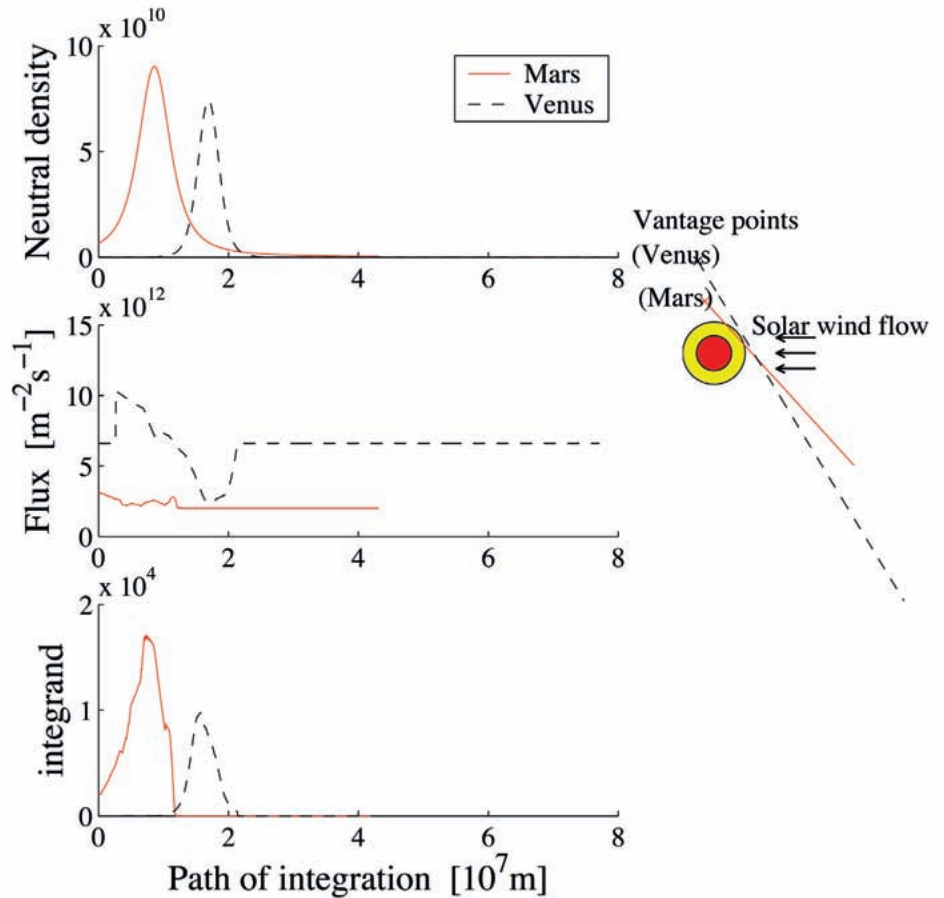 x 10^10
10
5
0
Neutral density
0 2 4 6 8
Mars
Venus
x 10^12
15
10
5
0
Flux [m^−2 s^−1]
0 2 4 6 8
x 10^4
2
1
0
integrand
0 2 4 6 8
Path of integration [10^7 m]
Vantage points
(Venus)
(Mars)
Solar wind flow